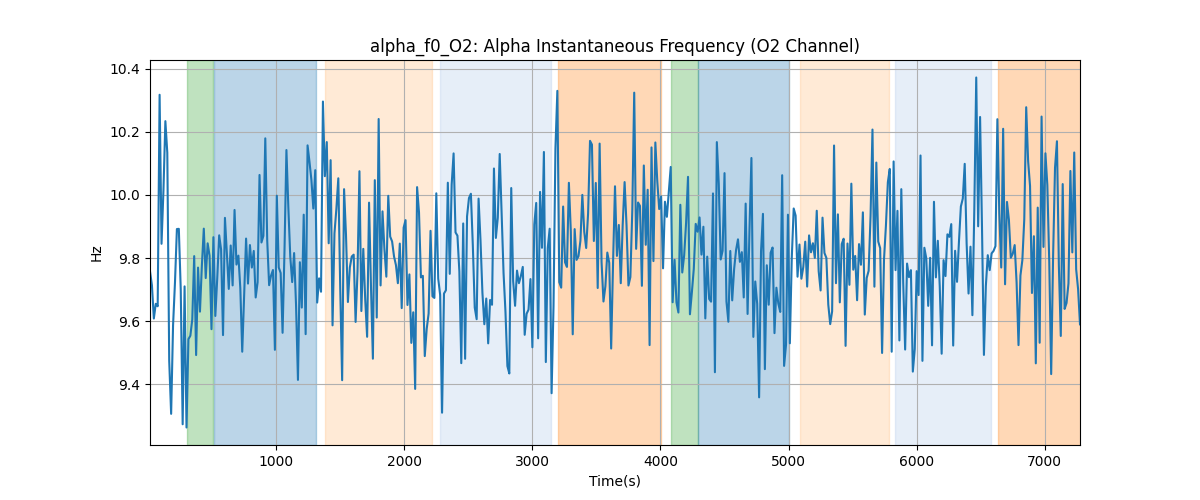 alpha_f0_O2: Alpha Instantaneous Frequency (O2 Channel)
10.4
10.2
10.0
9.8
9.6
9.4
Hz
1000 2000 3000 4000 5000 6000 7000
Time(s)